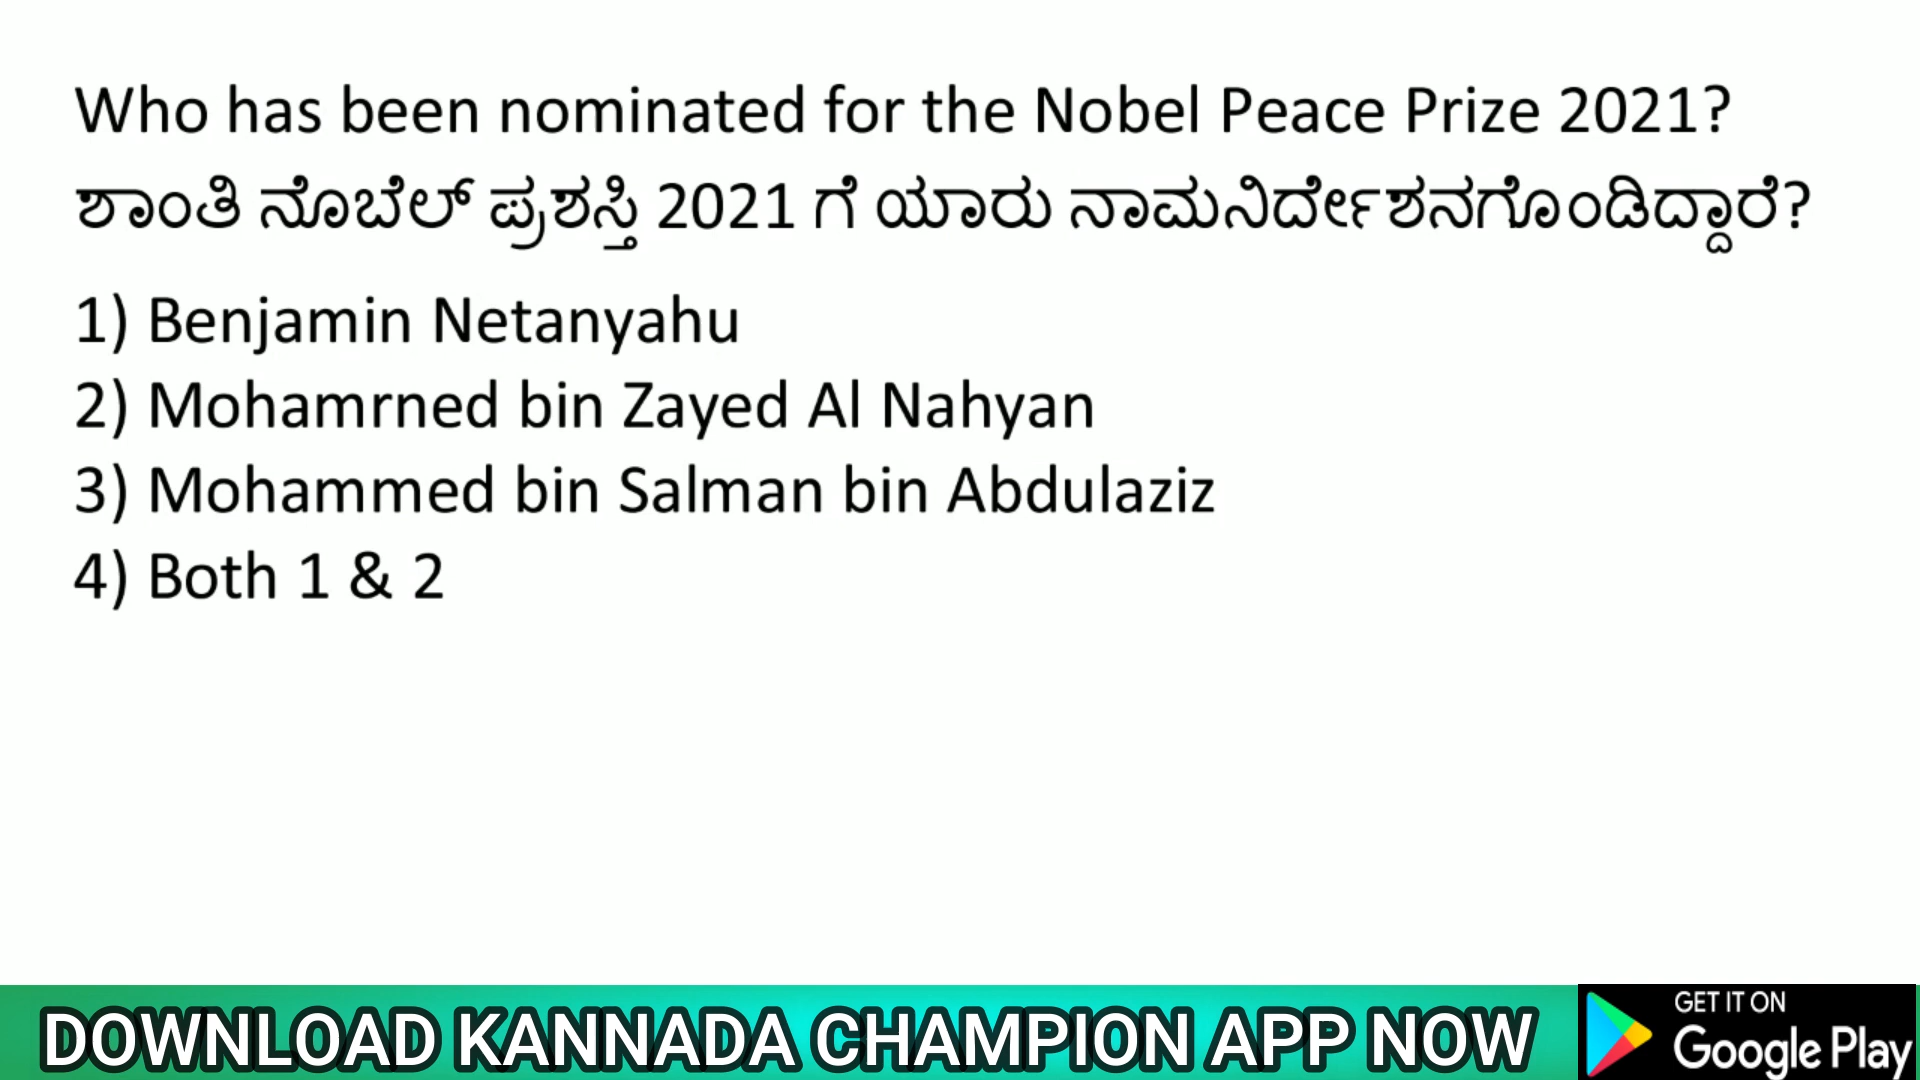 Who has been nominated for the Nobel Peace Prize 2021?
ಶಾಂತಿ ನೊಬೆಲ್ ಪ್ರಶಸ್ತಿ 2021 ಗೆ ಯಾರು ನಾಮನಿರ್ದೇಶನಗೊಂಡಿದ್ದಾರೆ?
1) Benjamin Netanyahu
2) Mohamrned bin Zayed Al Nahyan
3) Mohammed bin Salman bin Abdulaziz
4) Both 1 & 2
DOWNLOAD KANNADA CHAMPION APP NOW
GET IT ON
Google Play